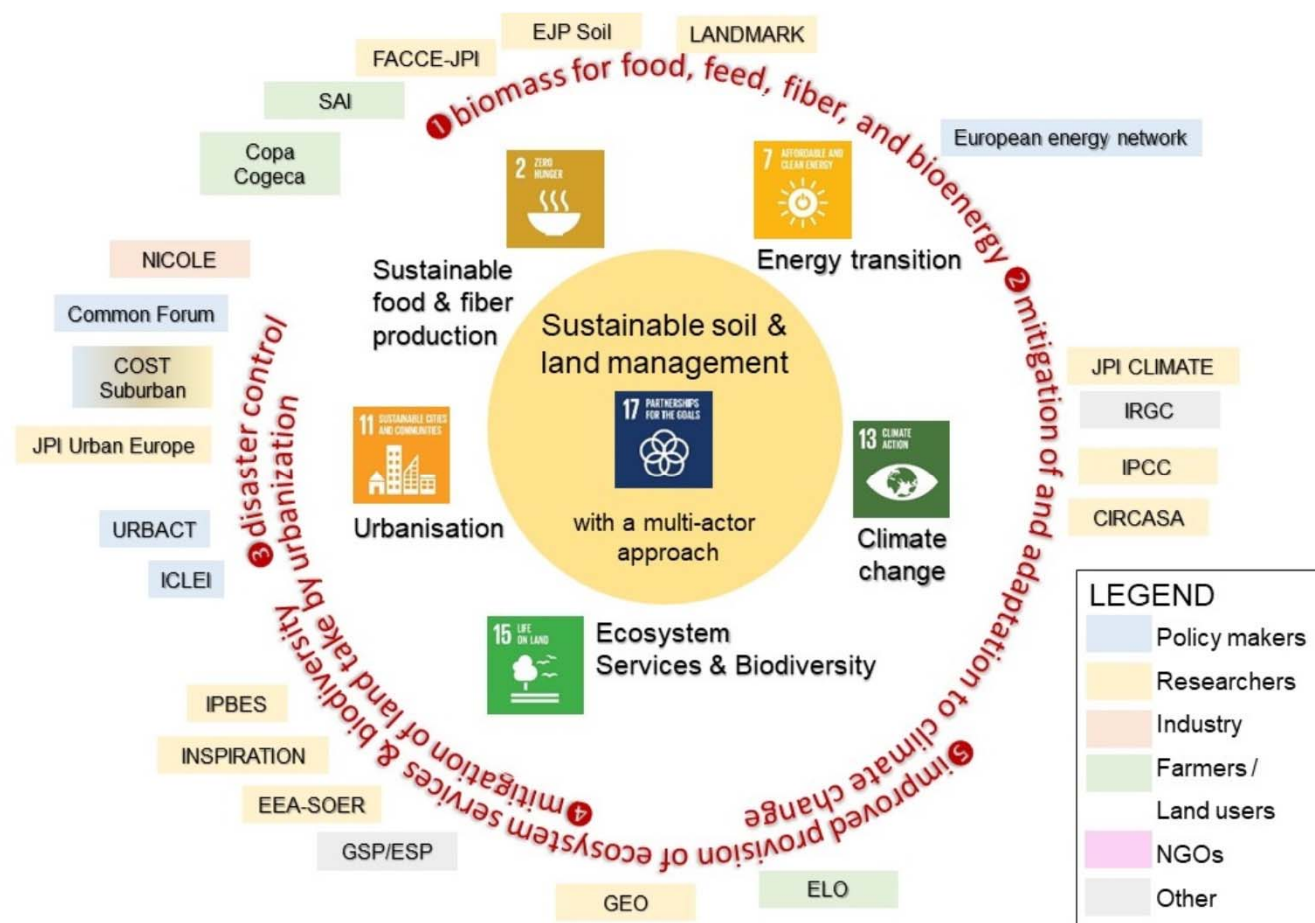 EJP Soil
LANDMARK
FACCE-JPI
SAI
Copa
Cogeca
European energy network
❶ biomass for food, feed, fiber, and bioenergy
2 ZERO
HUNGER
7 AFFORDABLE AND
CLEAN ENERGY
Sustainable
food & fiber
production
Energy transition
NICOLE
Common Forum
COST
Suburban
JPI Urban Europe
URBACT
ICLEI
Sustainable soil &
land management
17 PARTNERSHIPS
FOR THE GOALS
with a multi-actor
approach
11 SUSTAINABLE CITIES
AND COMMUNITIES
Urbanisation
13 CLIMATE
ACTION
Climate
change
15 LIFE
ON LAND
Ecosystem
Services & Biodiversity
❷ mitigation of and adaptation to climate change
❸ disaster control
❹ mitigation of land take by urbanization
❺ improved provision of ecosystem services & biodiversity
JPI CLIMATE
IRGC
IPCC
CIRCASA
IPBES
INSPIRATION
EEA-SOER
GSP/ESP
GEO
ELO
LEGEND
Policy makers
Researchers
Industry
Farmers /
Land users
NGOs
Other